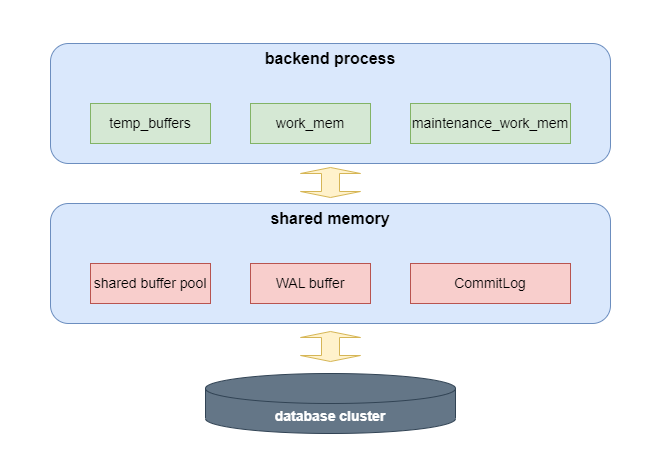 backend process
temp_buffers
work_mem
maintenance_work_mem
shared memory
shared buffer pool
WAL buffer
CommitLog
database cluster